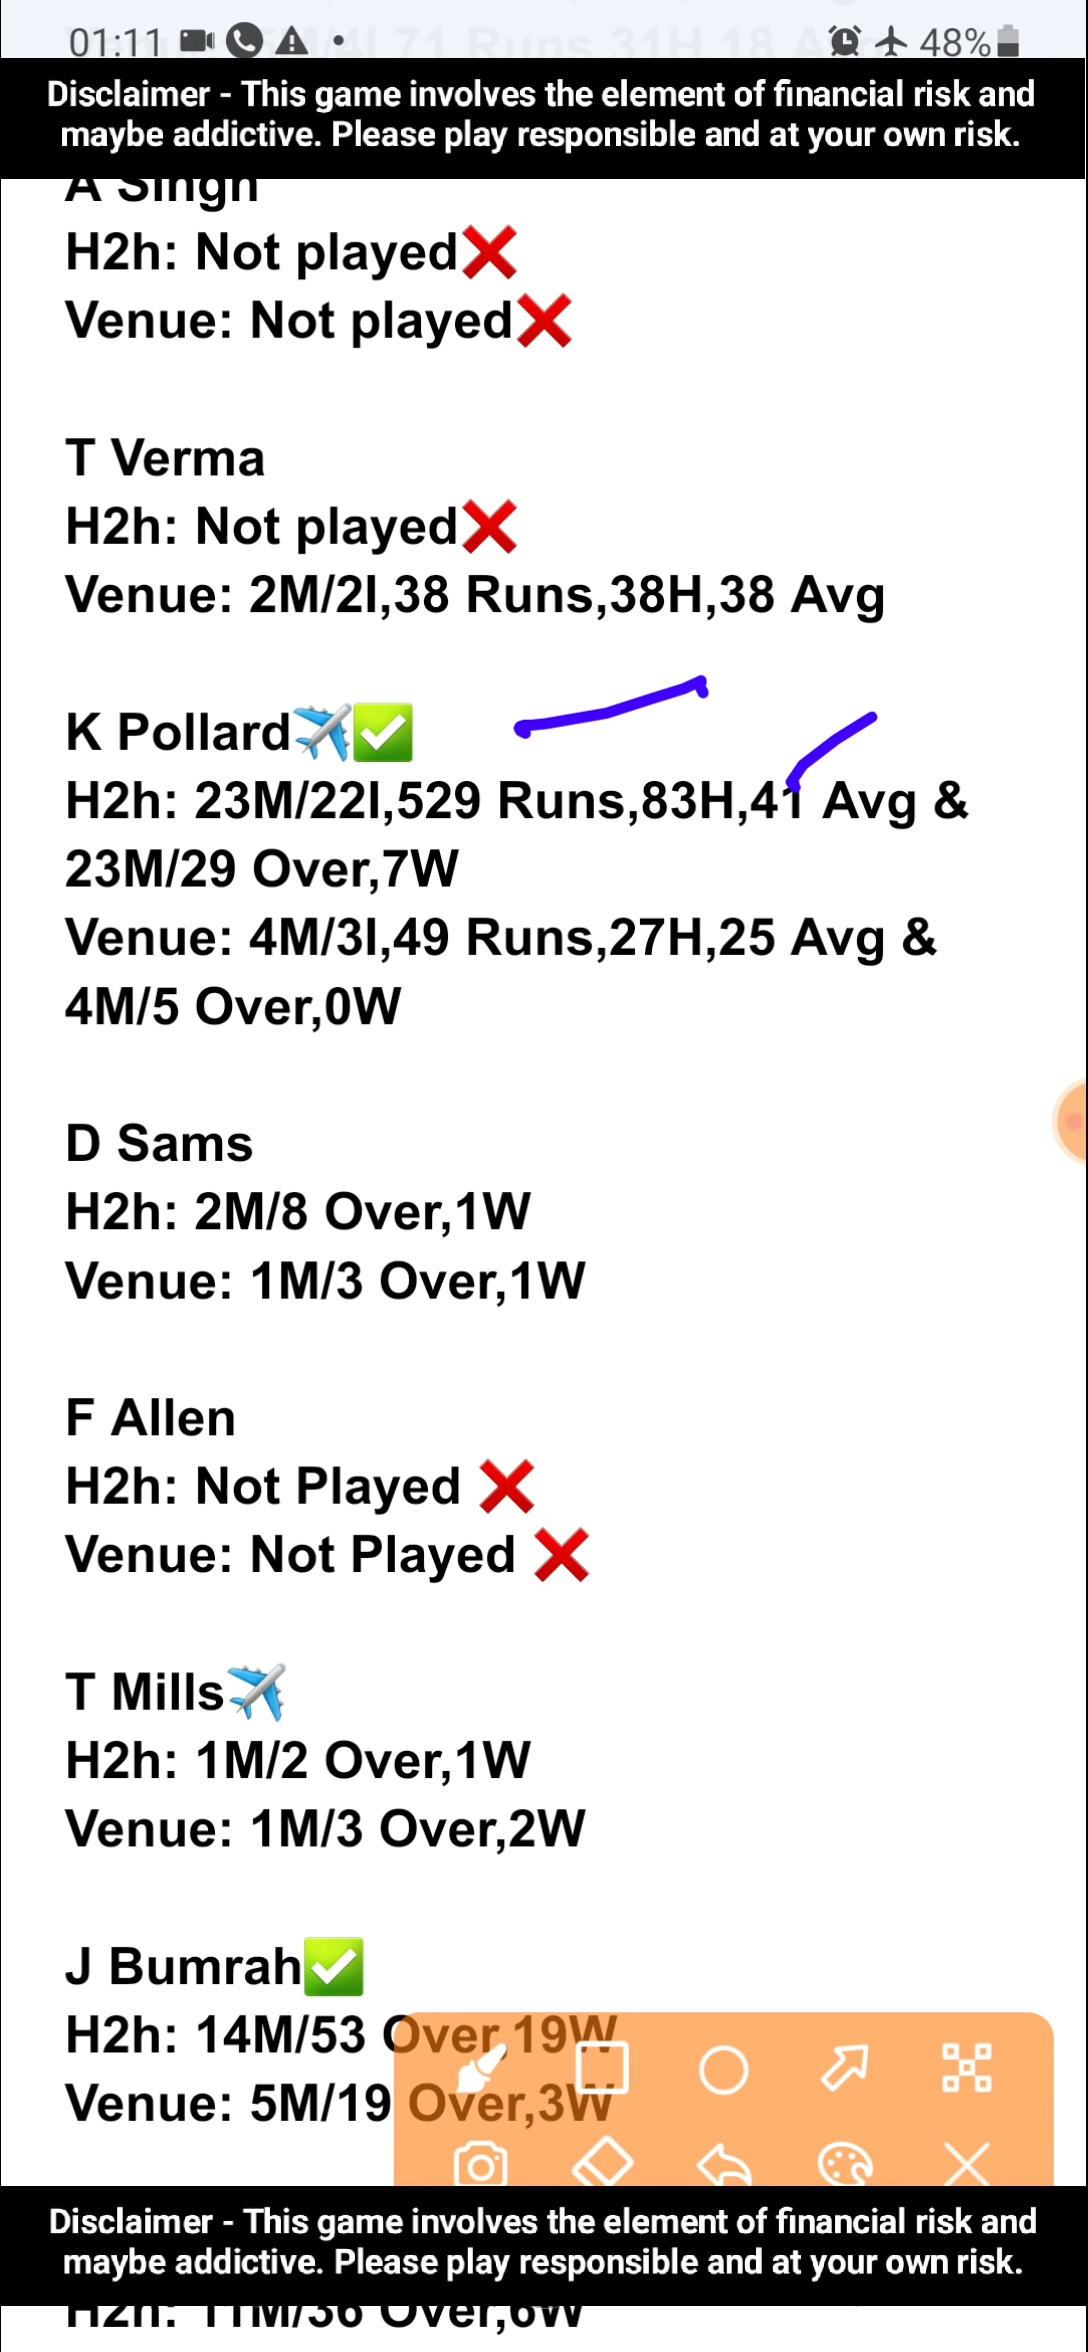 01:11 48%
Disclaimer - This game involves the element of financial risk and
maybe addictive. Please play responsible and at your own risk.
A Singh
H2h: Not played❌
Venue: Not played❌
T Verma
H2h: Not played❌
Venue: 2M/2I,38 Runs,38H,38 Avg
K Pollard✈️✅
H2h: 23M/22I,529 Runs,83H,41 Avg &
23M/29 Over,7W
Venue: 4M/3I,49 Runs,27H,25 Avg &
4M/5 Over,0W
D Sams
H2h: 2M/8 Over,1W
Venue: 1M/3 Over,1W
F Allen
H2h: Not Played ❌
Venue: Not Played ❌
T Mills✈️
H2h: 1M/2 Over,1W
Venue: 1M/3 Over,2W
J Bumrah✅
H2h: 14M/53 Over,19W
Venue: 5M/19 Over,3W
Disclaimer - This game involves the element of financial risk and
maybe addictive. Please play responsible and at your own risk.
H2h: 11M/36 Over,6W